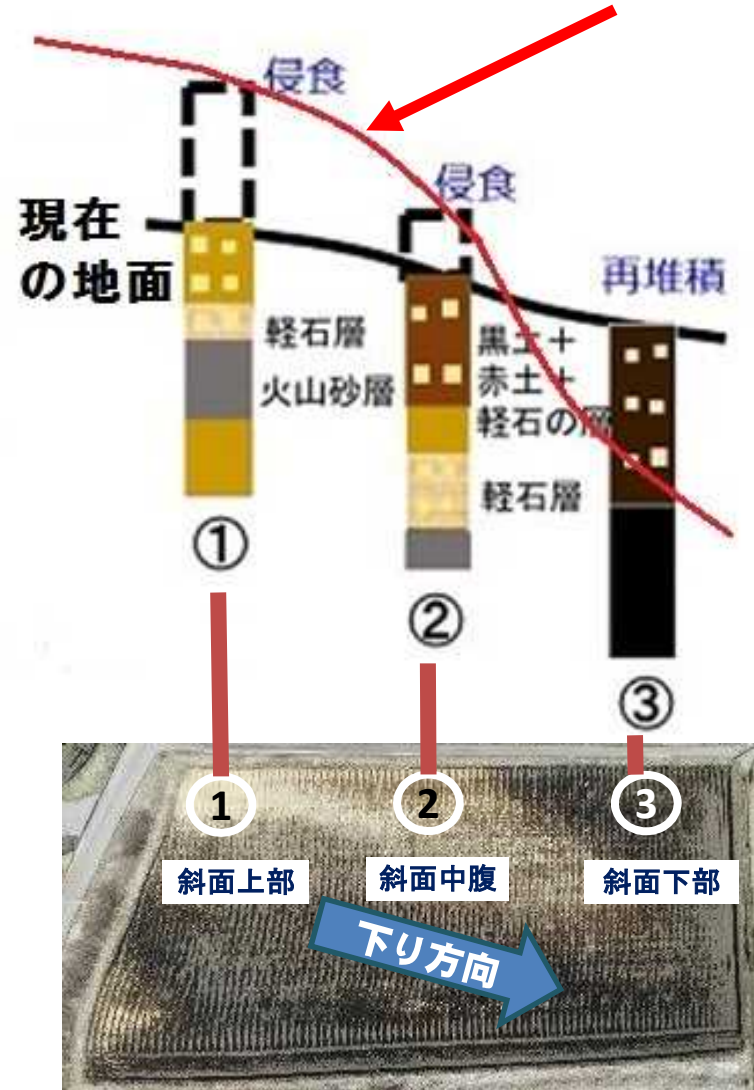 侵食
侵食
現在
の地面
再堆積
軽石層
火山砂層
黒土＋
赤土＋
軽石の層
軽石層
①
②
③
1
2
3
斜面上部
斜面中腹
斜面下部
下り方向